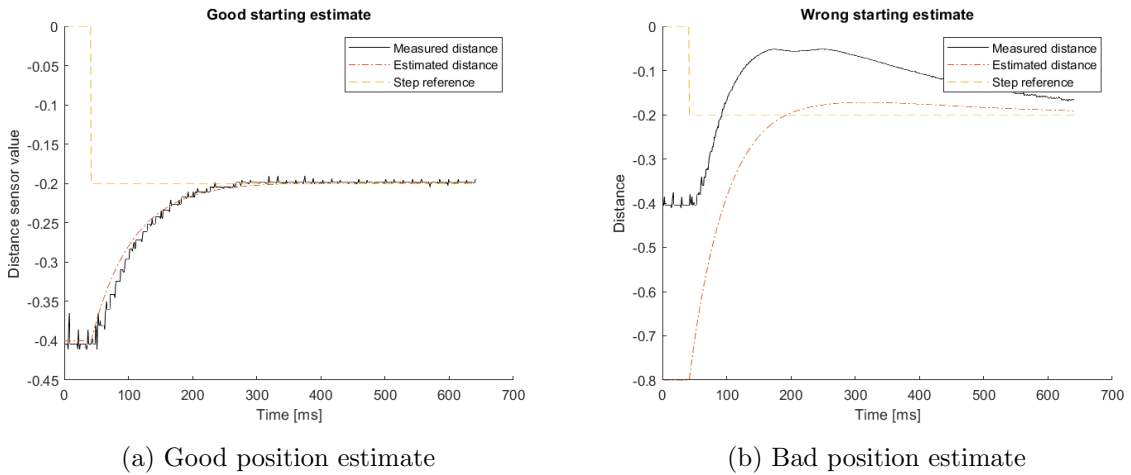 Good starting estimate
0
-0.05
-0.1
-0.15
-0.2
-0.25
-0.3
-0.35
-0.4
-0.45
Distance sensor value
0 100 200 300 400 500 600 700
Time [ms]
Measured distance
Estimated distance
Step reference
(a) Good position estimate
Wrong starting estimate
0
-0.1
-0.2
-0.3
-0.4
-0.5
-0.6
-0.7
-0.8
Distance
0 100 200 300 400 500 600 700
Time [ms]
Measured distance
Estimated distance
Step reference
(b) Bad position estimate